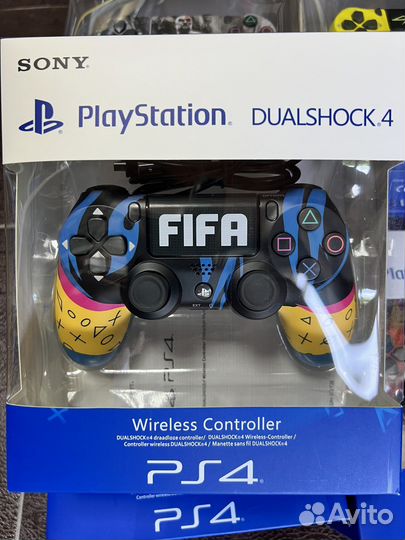 SONY
PlayStation® DUALSHOCK®4
FIFA
EXT
PS4
Wireless Controller
DUALSHOCK®4 draadloze controller/ DUALSHOCK®4 Wireless-Controller /
Controller wireless DUALSHOCK®4 / Manette sans fil DUALSHOCK®4
PS4
PS4
Avito